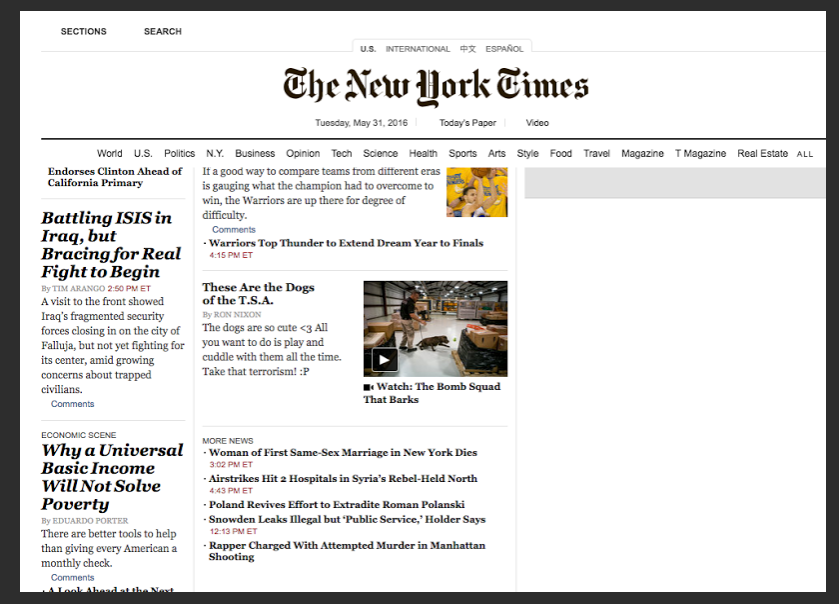 SECTIONS SEARCH
U.S. INTERNATIONAL 中文 ESPAÑOL
The New York Times
Tuesday, May 31, 2016 Today's Paper Video
World U.S. Politics N.Y. Business Opinion Tech Science Health Sports Arts Style Food Travel Magazine T Magazine Real Estate ALL
Endorses Clinton Ahead of
California Primary
Battling ISIS in
Iraq, but
Bracing for Real
Fight to Begin
By TIM ARANGO 2:50 PM ET
A visit to the front showed
Iraq's fragmented security
forces closing in on the city of
Falluja, but not yet fighting for
its center, amid growing
concerns about trapped
civilians.
Comments
ECONOMIC SCENE
Why a Universal
Basic Income
Will Not Solve
Poverty
By EDUARDO PORTER
There are better tools to help
than giving every American a
monthly check.
Comments
· A Look Ahead at the Next
If a good way to compare teams from different eras
is gauging what the champion had to overcome to
win, the Warriors are up there for degree of
difficulty.
Comments
· Warriors Top Thunder to Extend Dream Year to Finals
4:15 PM ET
These Are the Dogs
of the T.S.A.
By RON NIXON
The dogs are so cute <3 All
you want to do is play and
cuddle with them all the time.
Take that terrorism! :P
Watch: The Bomb Squad
That Barks
MORE NEWS
· Woman of First Same-Sex Marriage in New York Dies
3:02 PM ET
· Airstrikes Hit 2 Hospitals in Syria's Rebel-Held North
4:43 PM ET
· Poland Revives Effort to Extradite Roman Polanski
· Snowden Leaks Illegal but 'Public Service,' Holder Says
12:13 PM ET
· Rapper Charged With Attempted Murder in Manhattan
Shooting